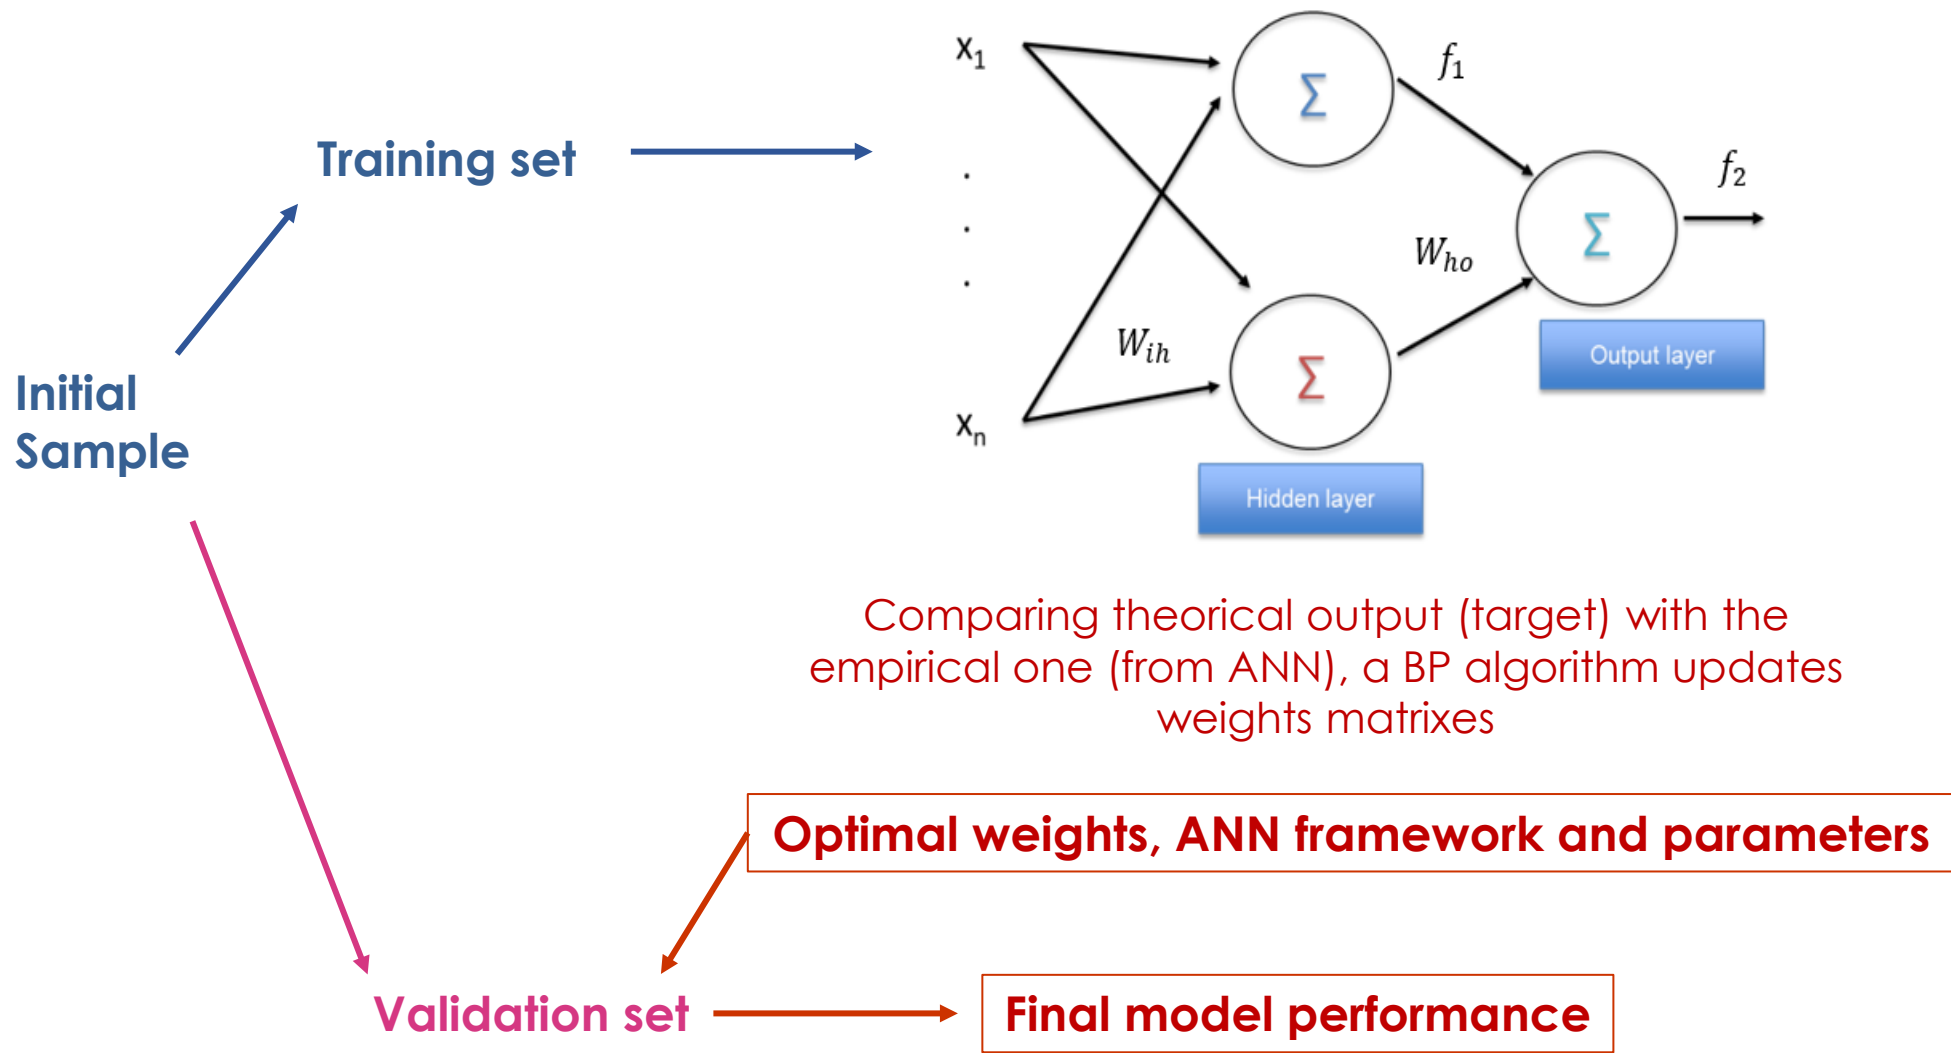 Initial
Sample
Training set
x1
.
.
.
xn
Wih
Σ
Σ
Hidden layer
f1
Who
Σ
Output layer
f2
Comparing theorical output (target) with the
empirical one (from ANN), a BP algorithm updates
weights matrixes
Optimal weights, ANN framework and parameters
Validation set
Final model performance